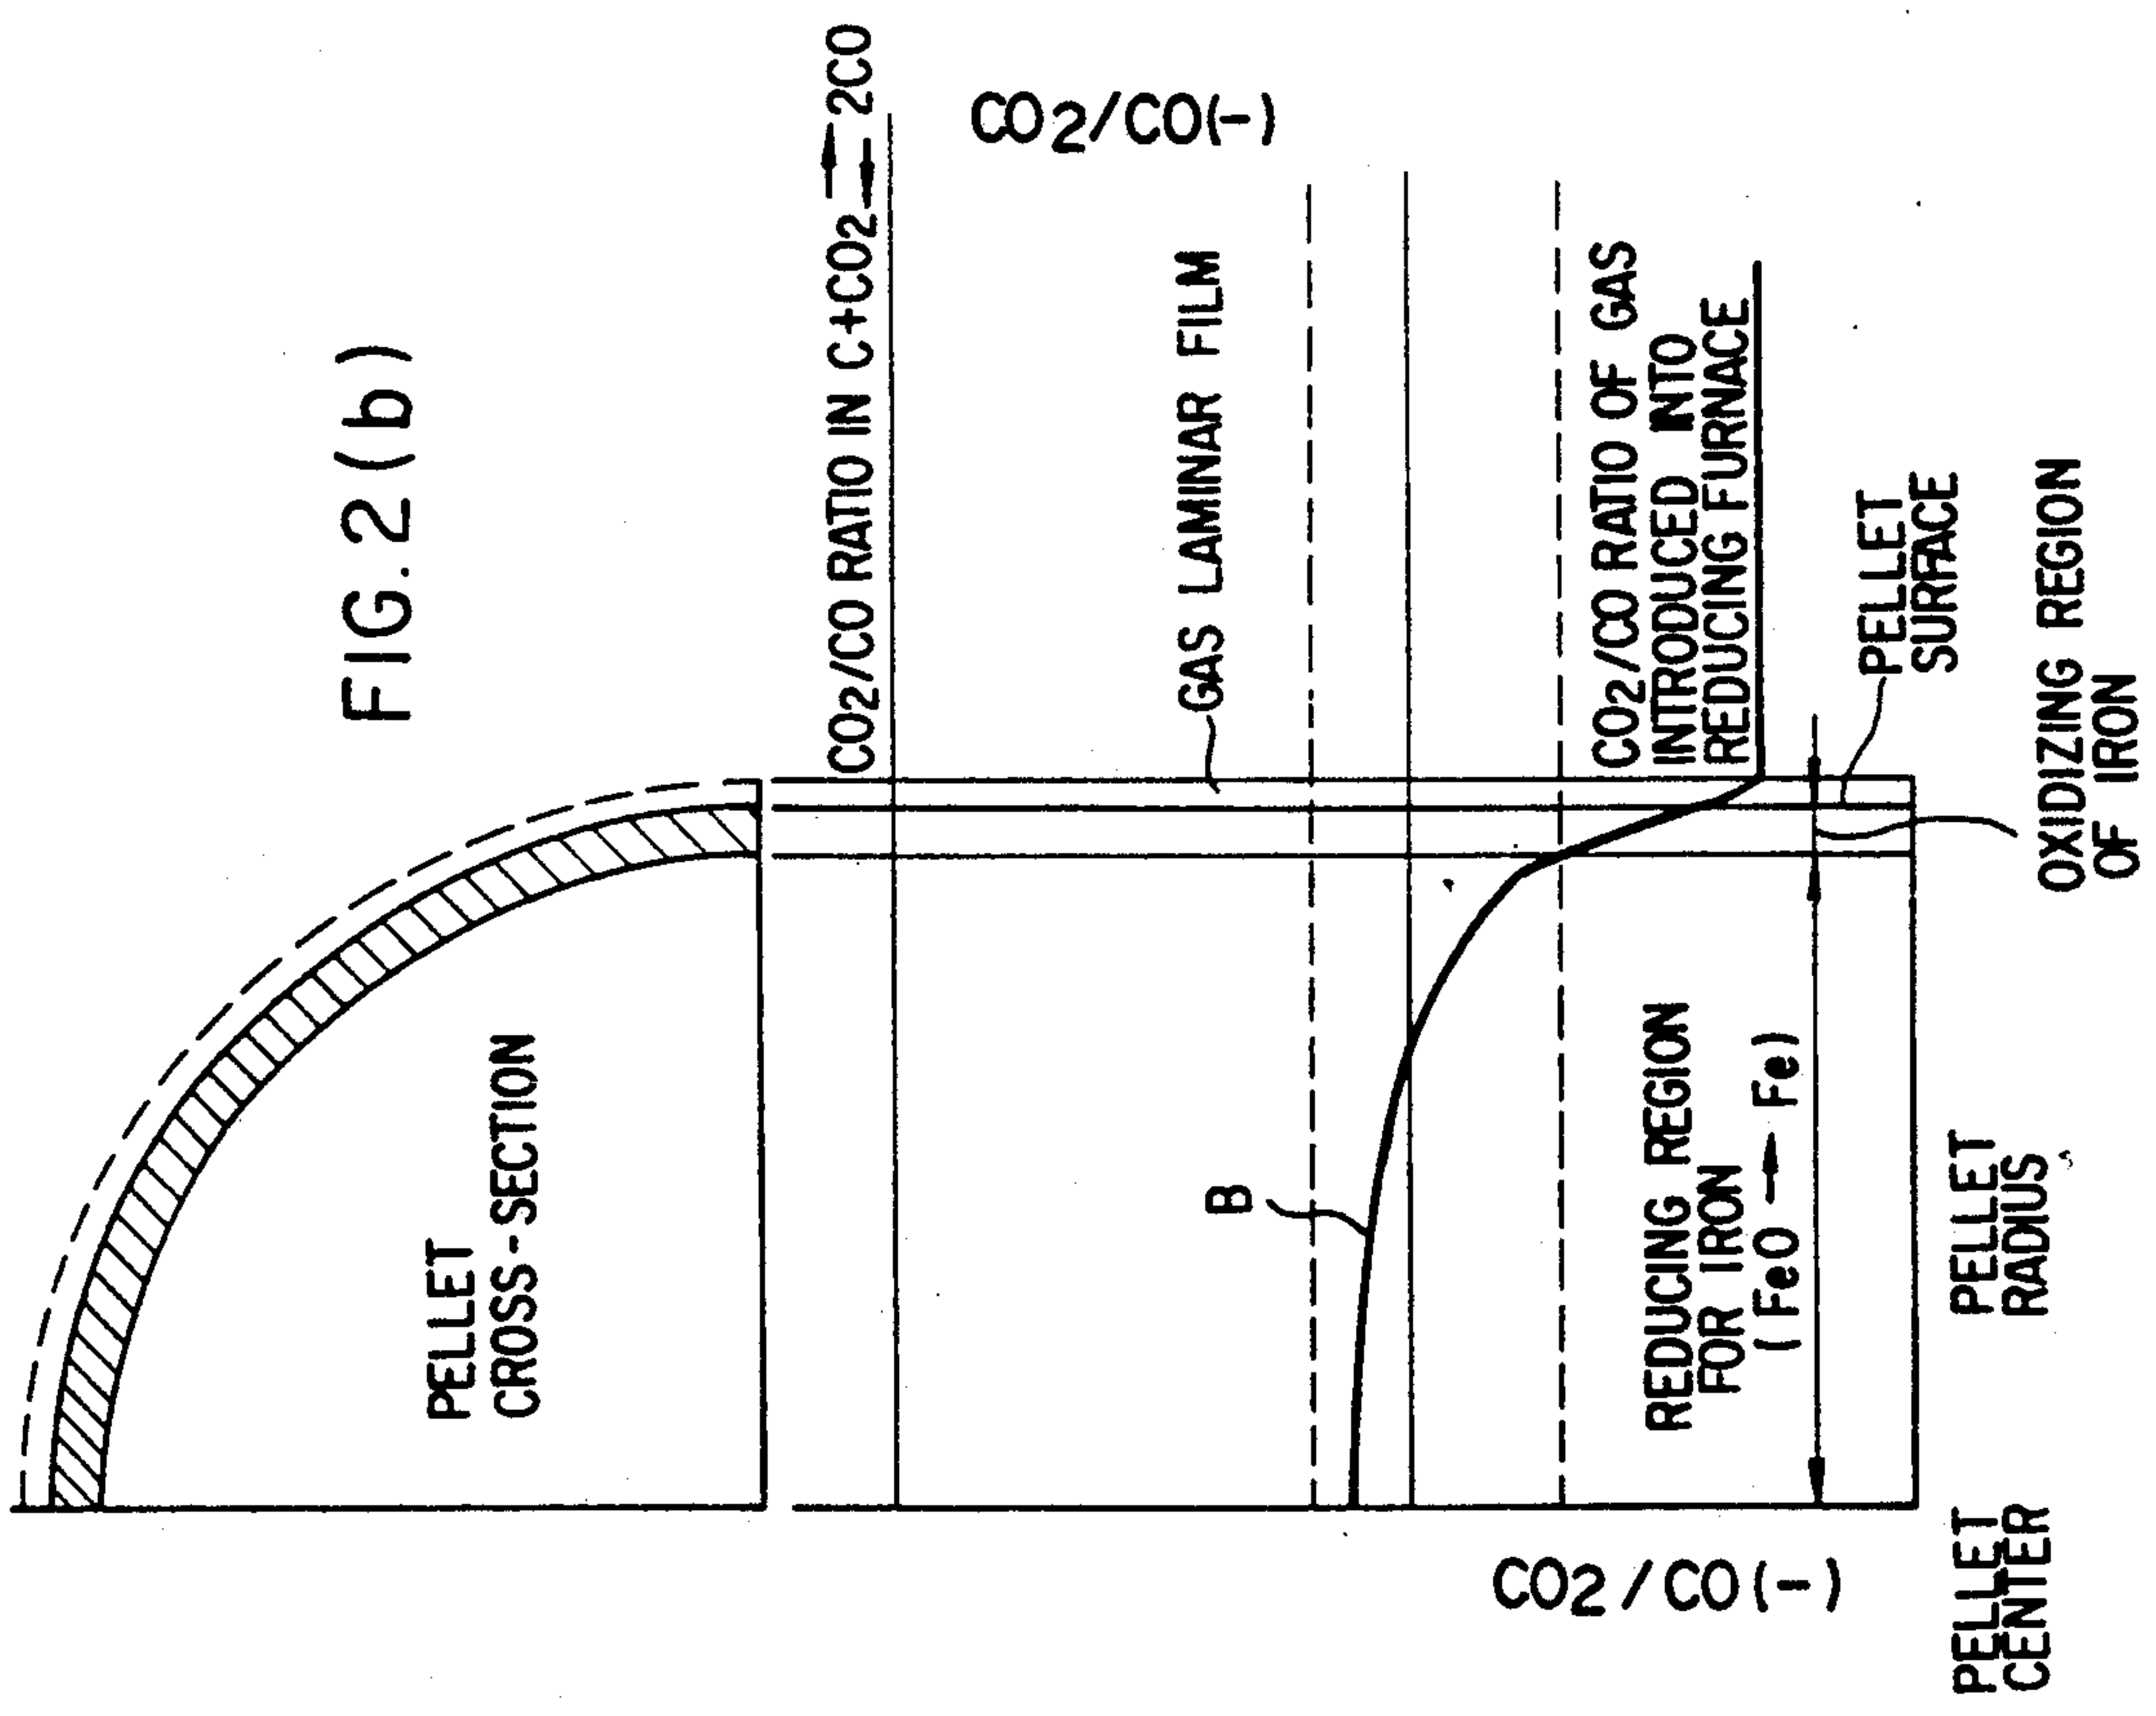 FIG. 2 (b)
PELLET
CROSS-SECTION
CO2/CO RATIO IN C+CO2 ⇄ 2CO
CO2/CO(-)
GAS LAMINAR FILM
B
CO2/CO RATIO OF GAS
INTRODUCED INTO
REDUCING FURNACE
REDUCING REGION
FOR IRON
(FeO → Fe)
CO2/CO(-)
PELLET
SURFACE
PELLET
CENTER
PELLET
RADIUS
OXIDIZING REGION
OF IRON